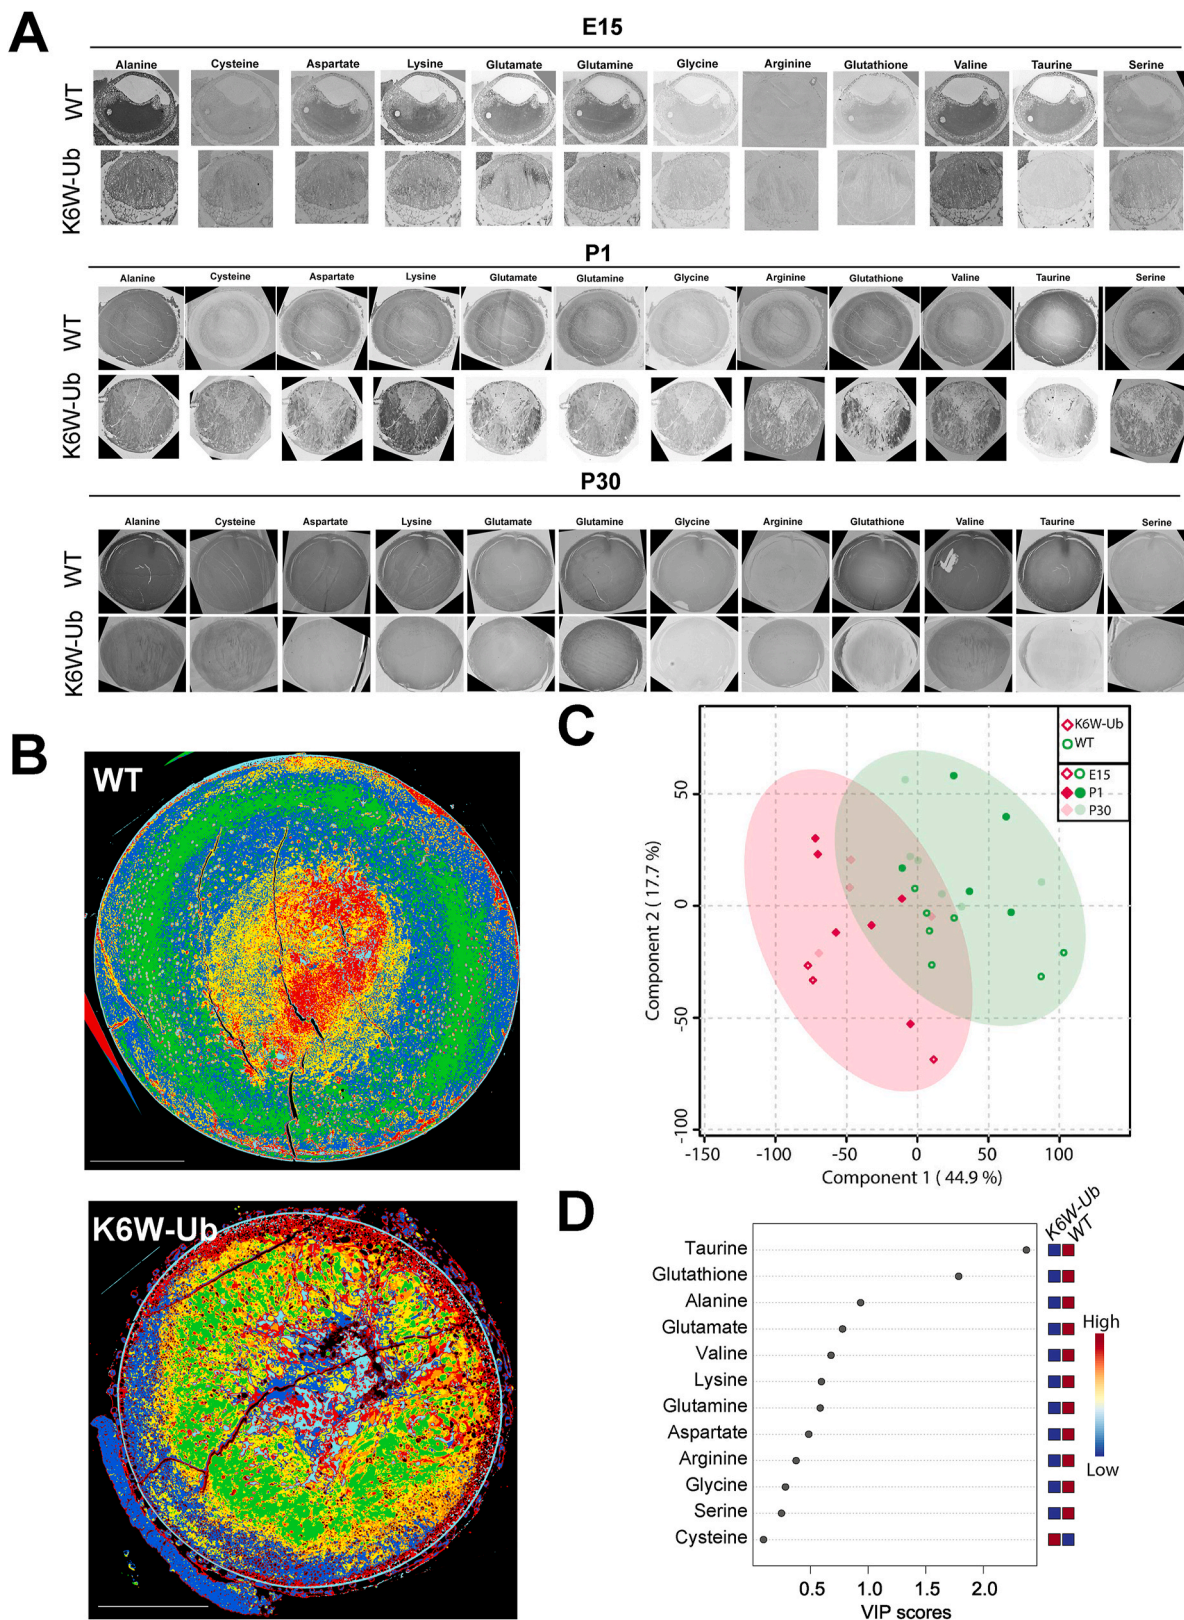 A
E15
Alanine Cysteine Aspartate Lysine Glutamate Glutamine Glycine Arginine Glutathione Valine Taurine Serine
WT
K6W-Ub
P1
Alanine Cysteine Aspartate Lysine Glutamate Glutamine Glycine Arginine Glutathione Valine Taurine Serine
WT
K6W-Ub
P30
Alanine Cysteine Aspartate Lysine Glutamate Glutamine Glycine Arginine Glutathione Valine Taurine Serine
WT
K6W-Ub
B
WT
K6W-Ub
C
K6W-Ub
WT
E15
P1
P30
Component 2 ( 17.7 %)
50
0
-50
-100
-150 -100 -50 0 50 100
Component 1 ( 44.9 %)
D
K6W-Ub WT
Taurine
Glutathione
Alanine
Glutamate
Valine
Lysine
Glutamine
Aspartate
Arginine
Glycine
Serine
Cysteine
High
Low
0.5 1.0 1.5 2.0
VIP scores